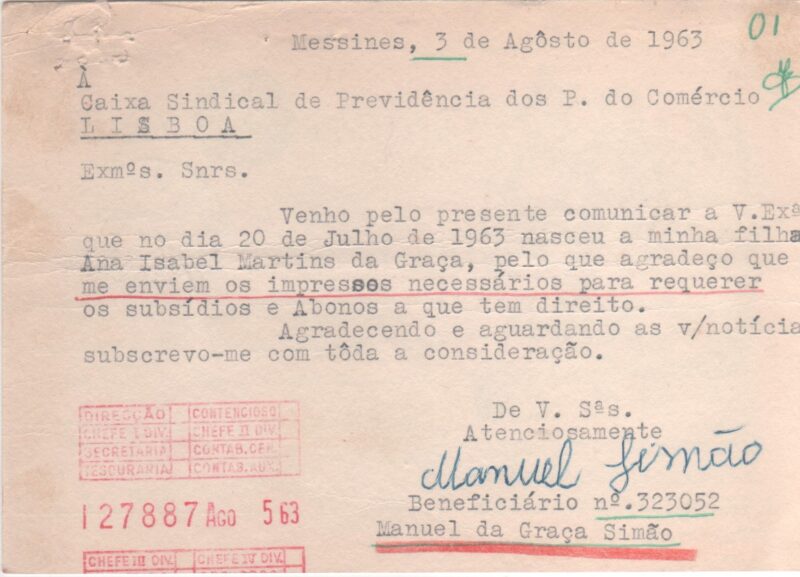 Messines, 3 de Agôsto de 1963
01
À
Caixa Sindical de Previdência dos P. do Comércio
LISBOA
Exmºs. Snrs.
Venho pelo presente comunicar a V.Exª
que no dia 20 de Julho de 1963 nasceu a minha filha
Ana Isabel Martins da Graça, pelo que agradeço que
me enviem os impressos necessários para requerer
os subsídios e Abonos a que tem direito.
Agradecendo e aguardando as v/notícia
subscrevo-me com tôda a consideração.
De V. Sªs.
Atenciosamente
Manuel Simão
Beneficiário nº.323052
Manuel da Graça Simão
DIRECÇÃO CONTENCIOSO
CHEFE I DIV. CHEFE II DIV.
SECRETARIA CONTAB. GER.
TESOURARIA CONTAB. AUX.
127887 AGO 5 63
CHEFE III DIV. CHEFE IV DIV.